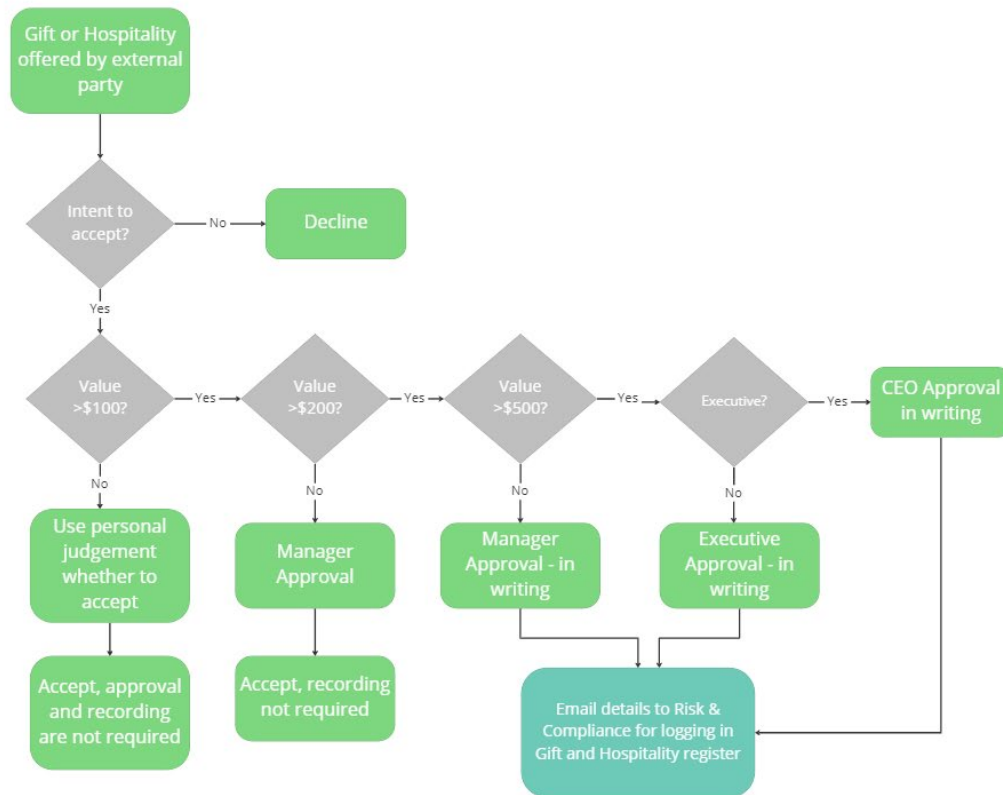 Gift or Hospitality
offered by external
party
Intent to
accept?
No
Decline
Yes
Value
>$100?
Yes
Value
>$200?
Yes
Value
>$500?
Yes
Executive?
Yes
CEO Approval
in writing
No
No
No
No
Use personal
judgement
whether to
accept
Manager
Approval
Manager
Approval - in
writing
Executive
Approval - in
writing
Accept, approval
and recording
are not required
Accept, recording
not required
Email details to Risk &
Compliance for logging in
Gift and Hospitality register